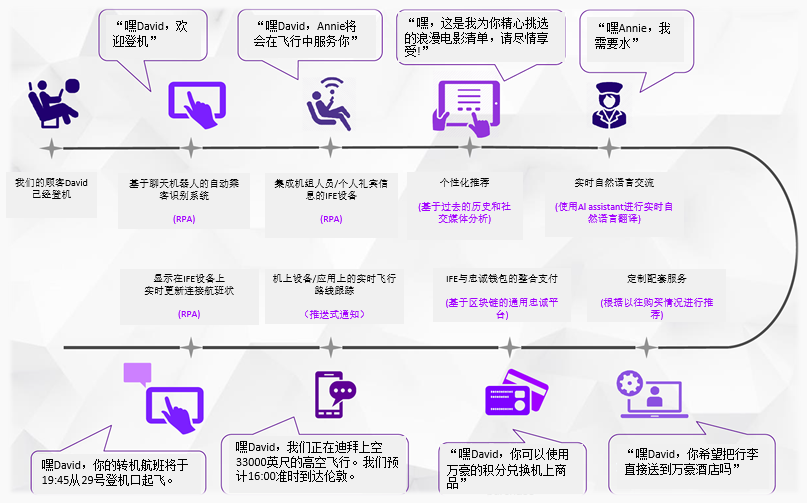 “嘿David，欢
迎登机”
“嘿David，Annie将
会在飞行中服务你”
“嘿，这是我为你精心挑选
的浪漫电影清单，请尽情享
受!”
“嘿Annie，我
需要水”
我们的顾客David
已经登机
基于聊天机器人的自动乘
客识别系统
(RPA)
集成机组人员/个人礼宾信
息的IFE设备
(RPA)
个性化推荐
(基于过去的历史和社
交媒体分析)
实时自然语言交流
(使用AI assistant进行实时自
然语言翻译)
显示在IFE设备上
实时更新连接航班状
(RPA)
机上设备/应用上的实时飞行
路线跟踪
（推送式通知）
IFE与忠诚钱包的整合支付
(基于区块链的通用忠诚平
台)
定制配套服务
(根据以往购买情况进行推
荐)
嘿David，你的转机航班将于
19:45从29号登机口起飞。
嘿David，我们正在迪拜上空
33000英尺的高空飞行。我们预
计16:00准时到达伦敦。
“嘿David，你可以使用
万豪的积分兑换机上商
品”
“嘿David，你希望把行李
直接送到万豪酒店吗”